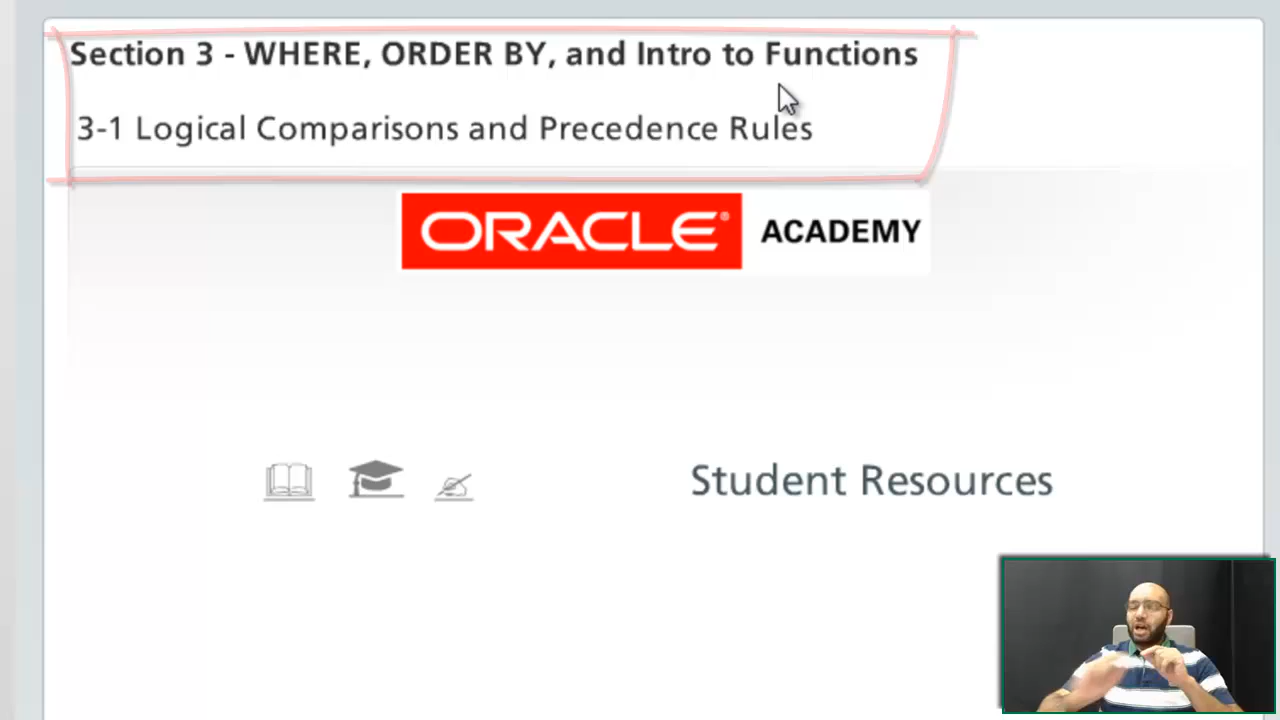 Section 3 - WHERE, ORDER BY, and Intro to Functions
3-1 Logical Comparisons and Precedence Rules
ORACLE® ACADEMY
Student Resources